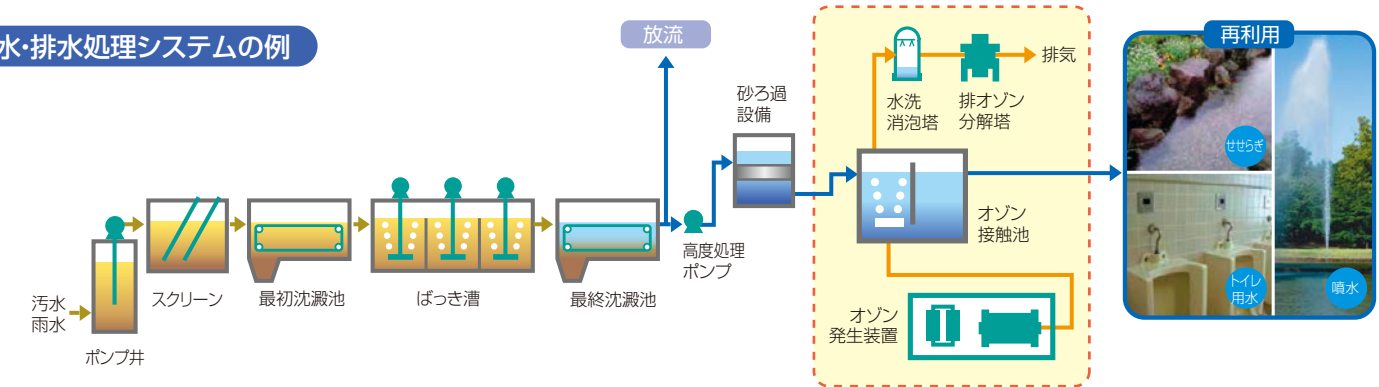 水・排水処理システムの例
放流
再利用
排気
水洗
消泡塔
排オゾン
分解塔
砂ろ過
設備
せせらぎ
オゾン
接触池
高度処理
ポンプ
トイレ
用水
噴水
汚水
雨水
スクリーン
最初沈澱池
ばっき漕
最終沈澱池
オゾン
発生装置
ポンプ井